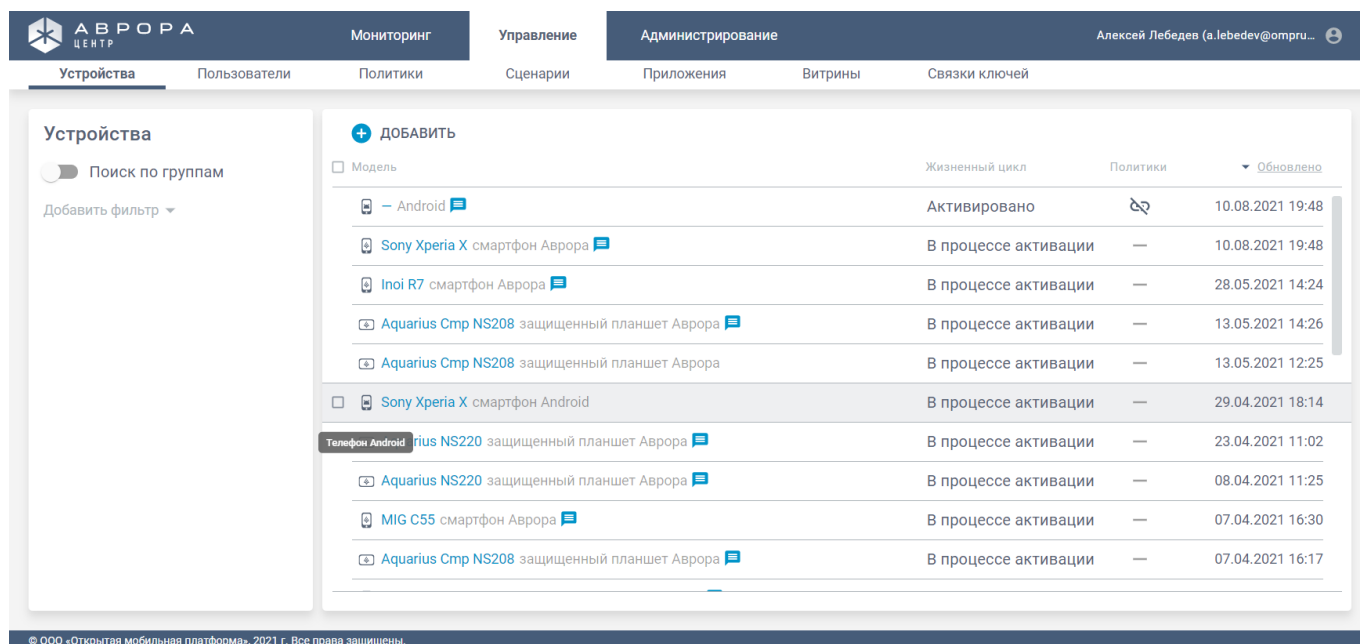 АВРОРА
ЦЕНТР
Мониторинг Управление Администрирование Алексей Лебедев (a.lebedev@ompru...
Устройства Пользователи Политики Сценарии Приложения Витрины Связки ключей
Устройства
Поиск по группам
Добавить фильтр
ДОБАВИТЬ
Модель Жизненный цикл Политики Обновлено
— Android Активировано 10.08.2021 19:48
Sony Xperia X смартфон Аврора В процессе активации — 10.08.2021 19:48
Inoi R7 смартфон Аврора В процессе активации — 28.05.2021 14:24
Aquarius Cmp NS208 защищенный планшет Аврора В процессе активации — 13.05.2021 14:26
Aquarius Cmp NS208 защищенный планшет Аврора В процессе активации — 13.05.2021 12:25
Sony Xperia X смартфон Android В процессе активации — 29.04.2021 18:14
Телефон Android rius NS220 защищенный планшет Аврора В процессе активации — 23.04.2021 11:02
Aquarius NS220 защищенный планшет Аврора В процессе активации — 08.04.2021 11:25
MIG C55 смартфон Аврора В процессе активации — 07.04.2021 16:30
Aquarius Cmp NS208 защищенный планшет Аврора В процессе активации — 07.04.2021 16:17
© ООО «Открытая мобильная платформа», 2021 г. Все права защищены.